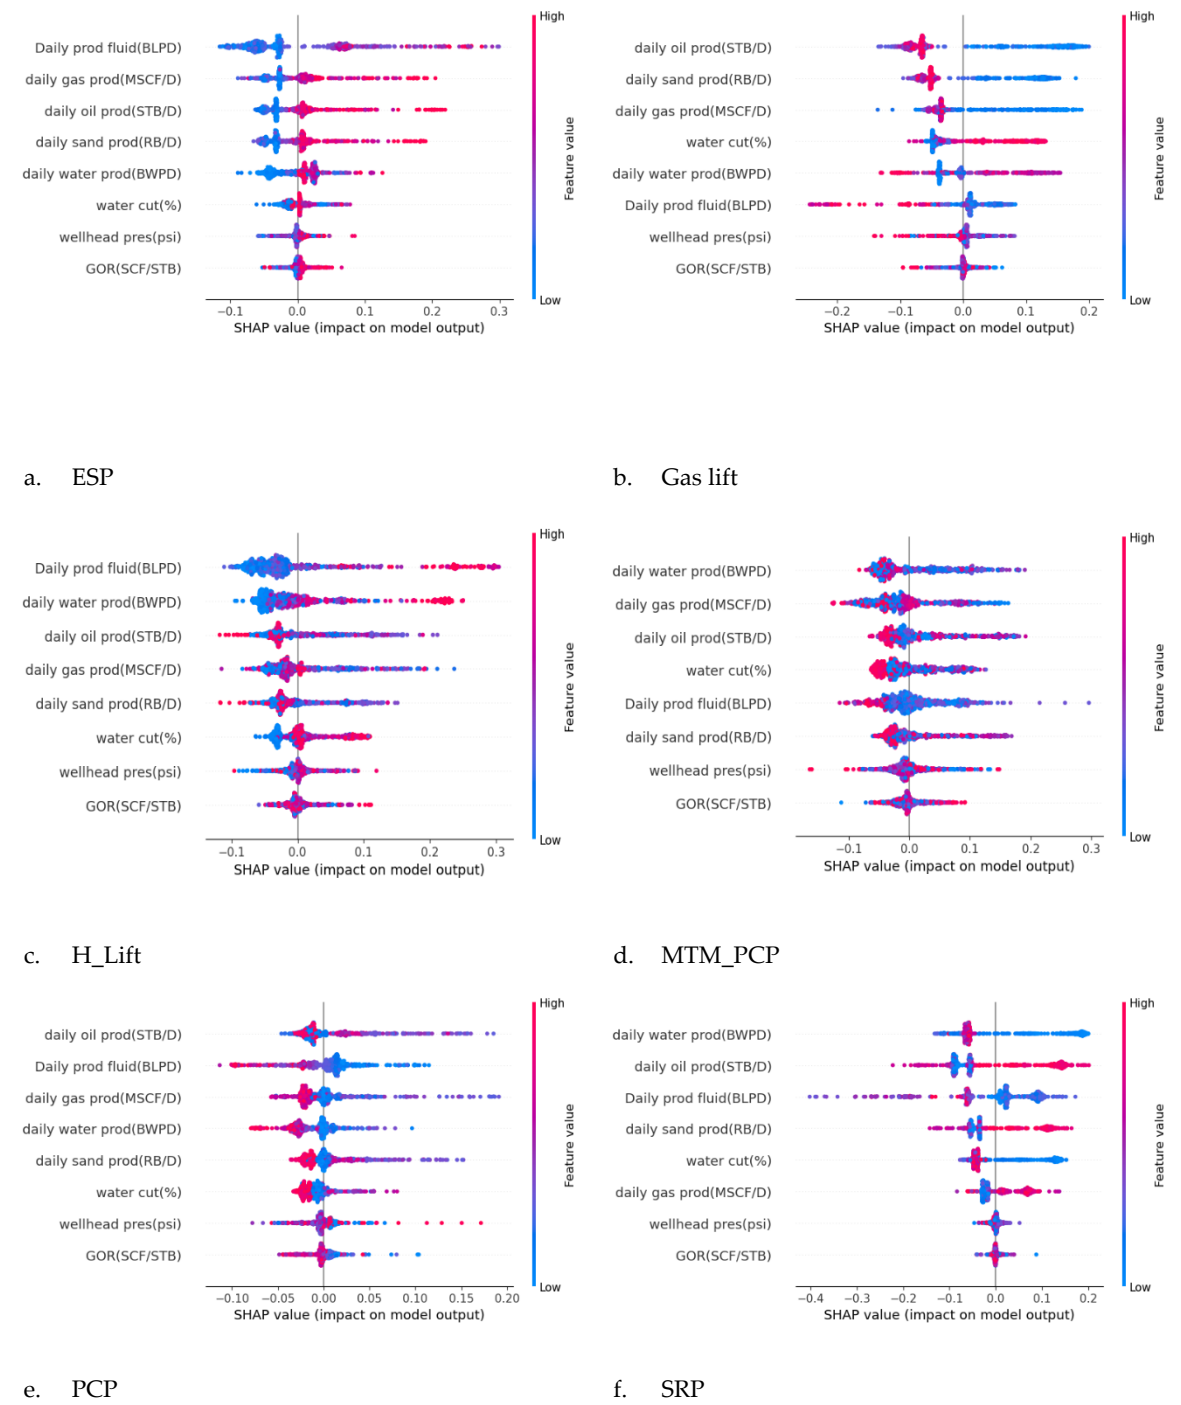 High
Daily prod fluid(BLPD)
daily gas prod(MSCF/D)
daily oil prod(STB/D)
daily sand prod(RB/D)
daily water prod(BWPD)
water cut(%)
wellhead pres(psi)
GOR(SCF/STB)
Feature value
Low
−0.1 0.0 0.1 0.2 0.3
SHAP value (impact on model output)
High
daily oil prod(STB/D)
daily sand prod(RB/D)
daily gas prod(MSCF/D)
water cut(%)
daily water prod(BWPD)
Daily prod fluid(BLPD)
wellhead pres(psi)
GOR(SCF/STB)
Feature value
Low
−0.2 −0.1 0.0 0.1 0.2
SHAP value (impact on model output)
a. ESP
b. Gas lift
High
Daily prod fluid(BLPD)
daily water prod(BWPD)
daily oil prod(STB/D)
daily gas prod(MSCF/D)
daily sand prod(RB/D)
water cut(%)
wellhead pres(psi)
GOR(SCF/STB)
Feature value
Low
−0.1 0.0 0.1 0.2 0.3
SHAP value (impact on model output)
High
daily water prod(BWPD)
daily gas prod(MSCF/D)
daily oil prod(STB/D)
water cut(%)
Daily prod fluid(BLPD)
daily sand prod(RB/D)
wellhead pres(psi)
GOR(SCF/STB)
Feature value
Low
−0.1 0.0 0.1 0.2 0.3
SHAP value (impact on model output)
c. H_Lift
d. MTM_PCP
High
daily oil prod(STB/D)
Daily prod fluid(BLPD)
daily gas prod(MSCF/D)
daily water prod(BWPD)
daily sand prod(RB/D)
water cut(%)
wellhead pres(psi)
GOR(SCF/STB)
Feature value
Low
−0.10 −0.05 0.00 0.05 0.10 0.15 0.20
SHAP value (impact on model output)
High
daily water prod(BWPD)
daily oil prod(STB/D)
Daily prod fluid(BLPD)
daily sand prod(RB/D)
water cut(%)
daily gas prod(MSCF/D)
wellhead pres(psi)
GOR(SCF/STB)
Feature value
Low
−0.4 −0.3 −0.2 −0.1 0.0 0.1 0.2
SHAP value (impact on model output)
e. PCP
f. SRP